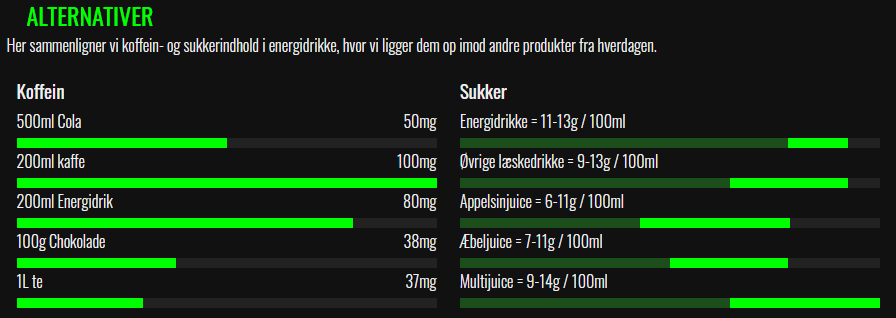 ALTERNATIVER
Her sammenligner vi koffein- og sukkerindhold i energidrikke, hvor vi ligger dem op imod andre produkter fra hverdagen.
Koffein
500ml Cola 50mg
200ml kaffe 100mg
200ml Energidrik 80mg
100g Chokolade 38mg
1L te 37mg
Sukker
Energidrikke = 11-13g / 100ml
Øvrige læskedrikke = 9-13g / 100ml
Appelsinjuice = 6-11g / 100ml
Æbeljuice = 7-11g / 100ml
Multijuice = 9-14g / 100ml